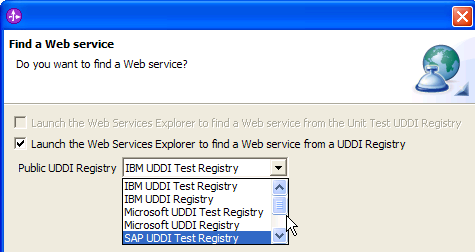 Find a Web service
Do you want to find a Web service?
Launch the Web Services Explorer to find a Web service from the Unit Test UDDI Registry
Launch the Web Services Explorer to find a Web service from a UDDI Registry
Public UDDI Registry IBM UDDI Test Registry
IBM UDDI Test Registry
IBM UDDI Registry
Microsoft UDDI Test Registry
Microsoft UDDI Registry
SAP UDDI Test Registry